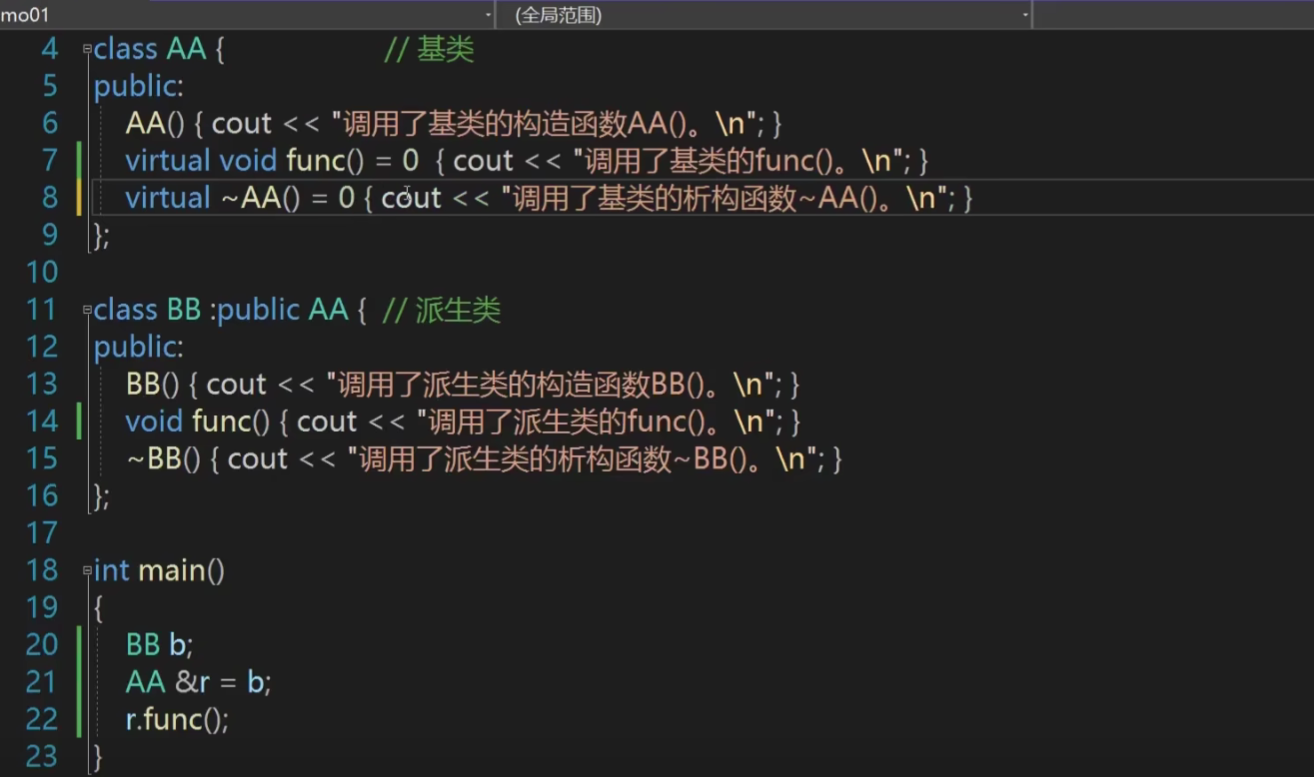 mo01 (全局范围)
4 class AA { // 基类
5 public:
6 AA() { cout << "调用了基类的构造函数AA()。\n"; }
7 virtual void func() = 0 { cout << "调用了基类的func()。\n"; }
8 virtual ~AA() = 0 { cout << "调用了基类的析构函数~AA()。\n"; }
9 };
10
11 class BB :public AA { // 派生类
12 public:
13 BB() { cout << "调用了派生类的构造函数BB()。\n"; }
14 void func() { cout << "调用了派生类的func()。\n"; }
15 ~BB() { cout << "调用了派生类的析构函数~BB()。\n"; }
16 };
17
18 int main()
19 {
20 BB b;
21 AA &r = b;
22 r.func();
23 }